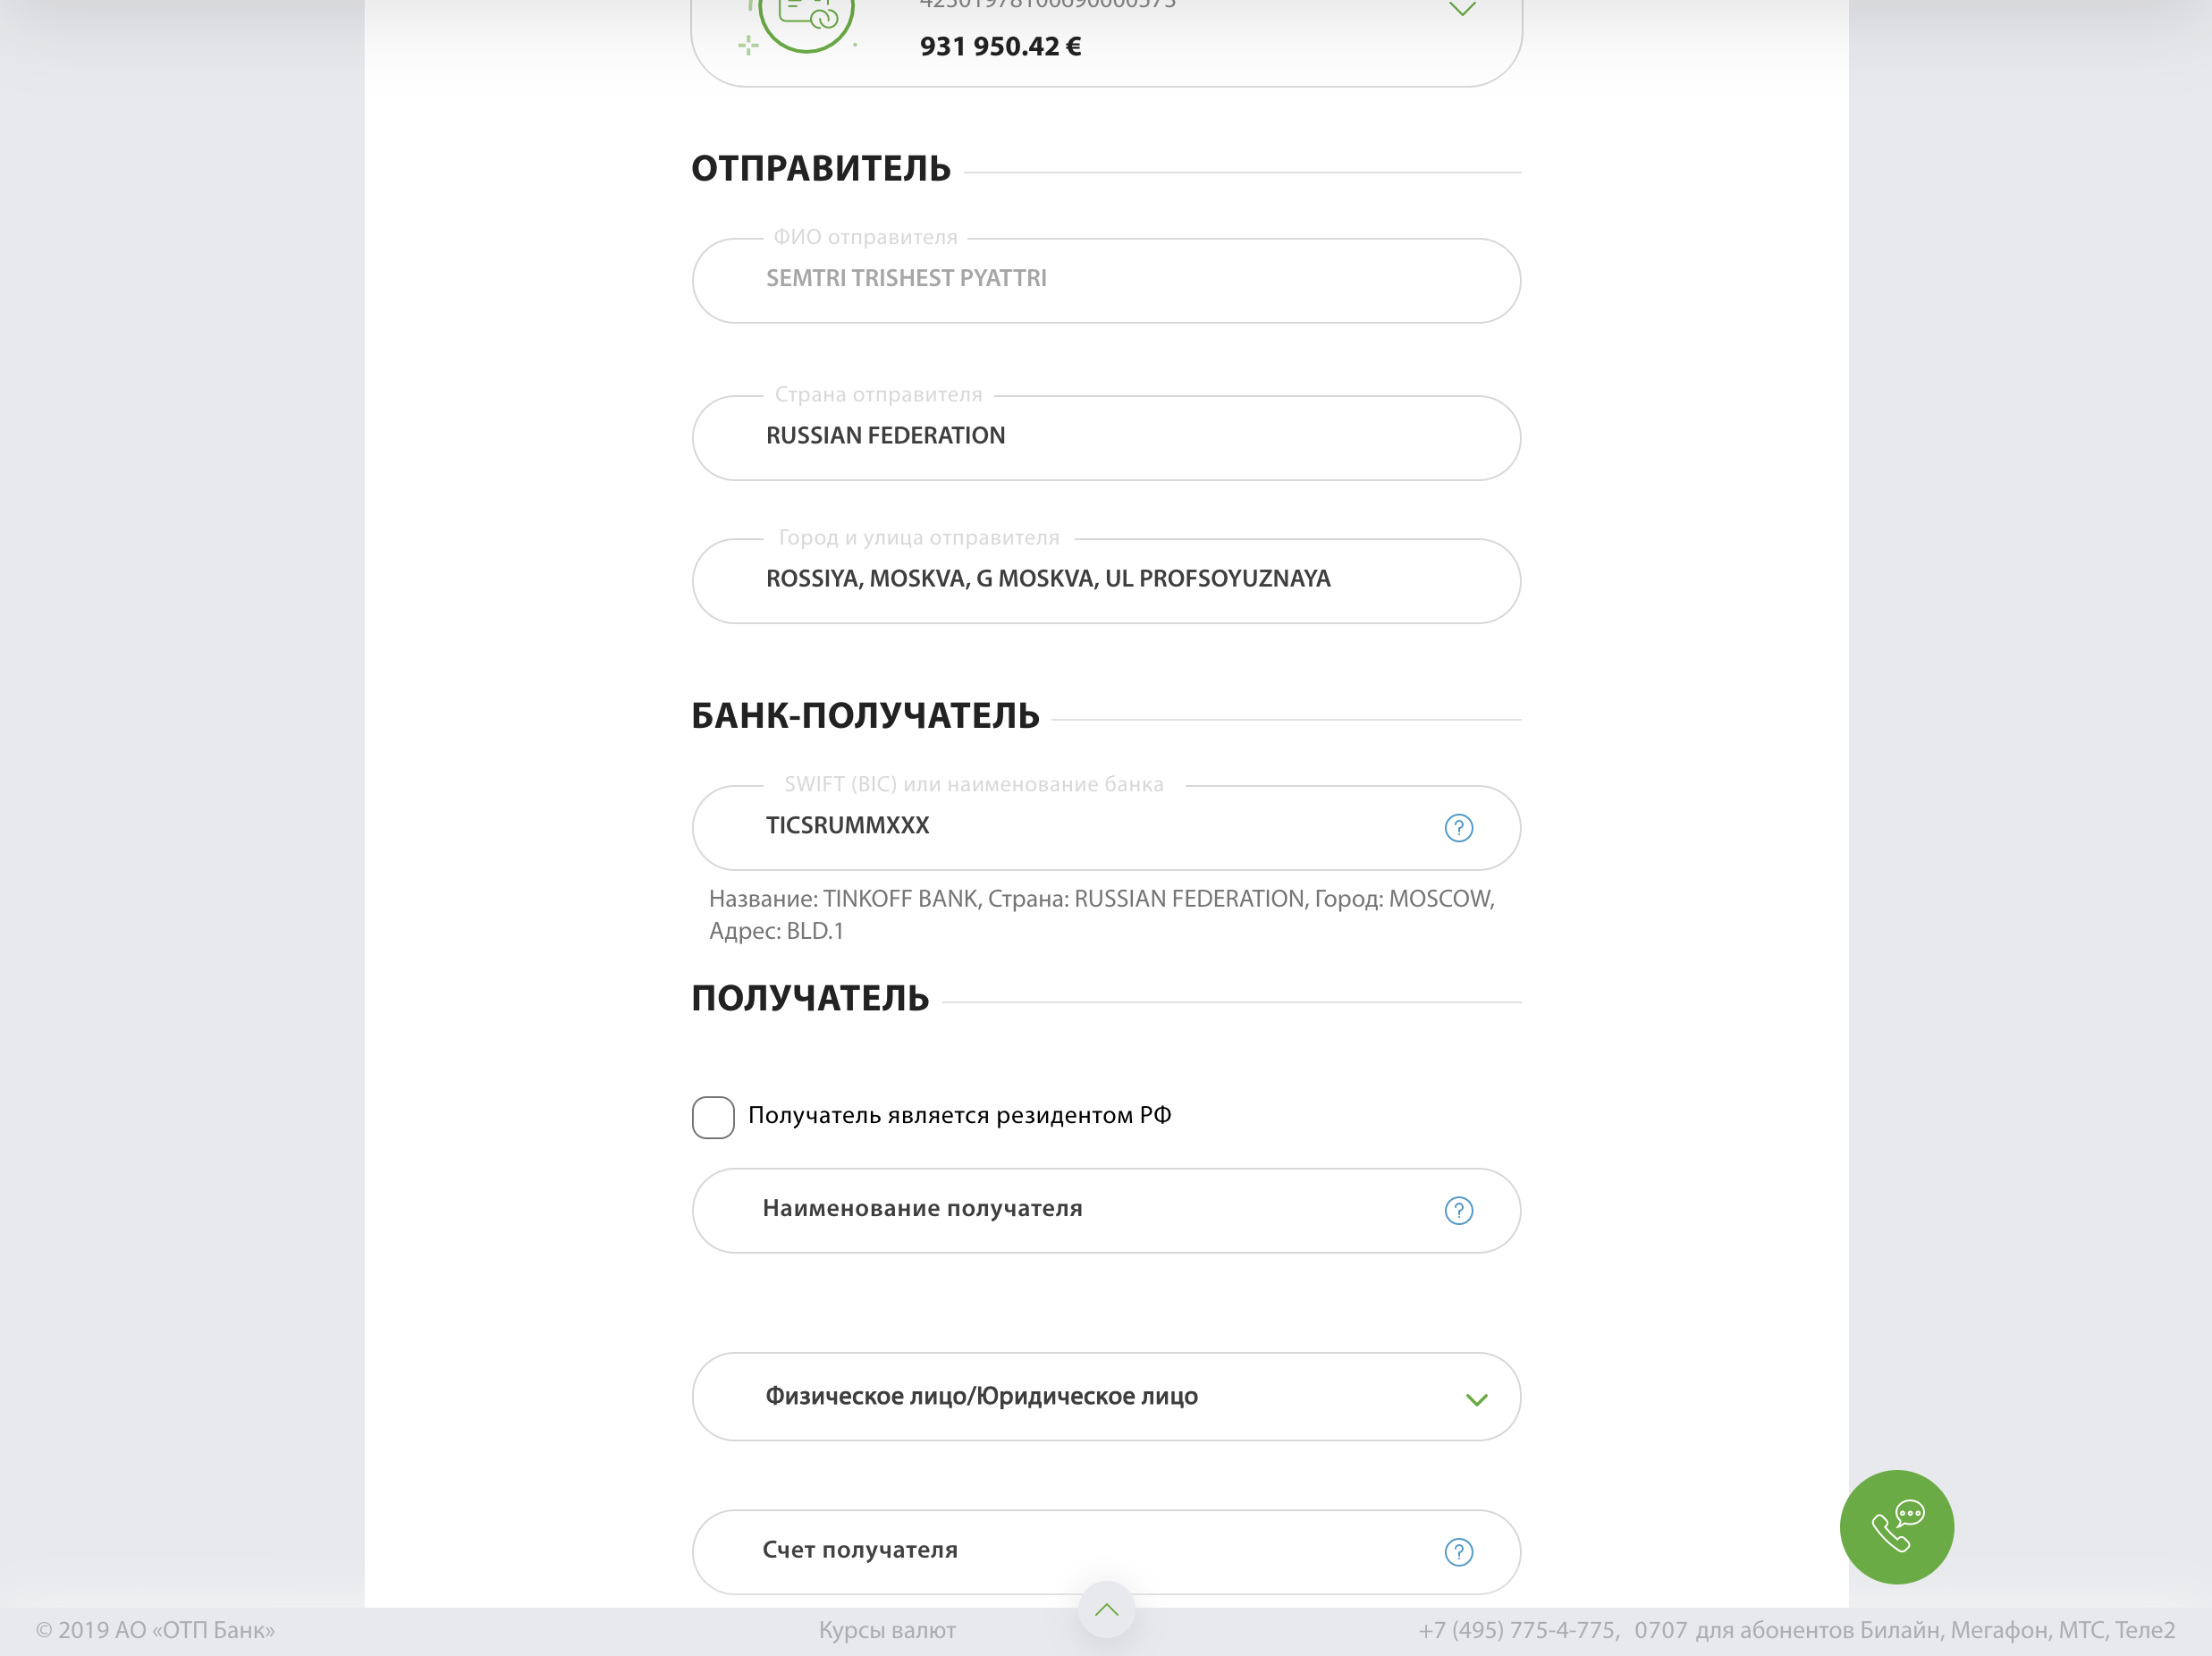 931 950.42 €
ОТПРАВИТЕЛЬ
ФИО отправителя
SEMTRI TRISHEST PYATTRI
Страна отправителя
RUSSIAN FEDERATION
Город и улица отправителя
ROSSIYA, MOSKVA, G MOSKVA, UL PROFSOYUZNAYA
БАНК-ПОЛУЧАТЕЛЬ
SWIFT (BIC) или наименование банка
TICSRUMMXXX
?
Название: TINKOFF BANK, Страна: RUSSIAN FEDERATION, Город: MOSCOW,
Адрес: BLD.1
ПОЛУЧАТЕЛЬ
Получатель является резидентом РФ
Наименование получателя
?
Физическое лицо/Юридическое лицо
Счет получателя
?
© 2019 АО «ОТП Банк»
Курсы валют
+7 (495) 775-4-775, 0707 для абонентов Билайн, Мегафон, МТС, Теле2